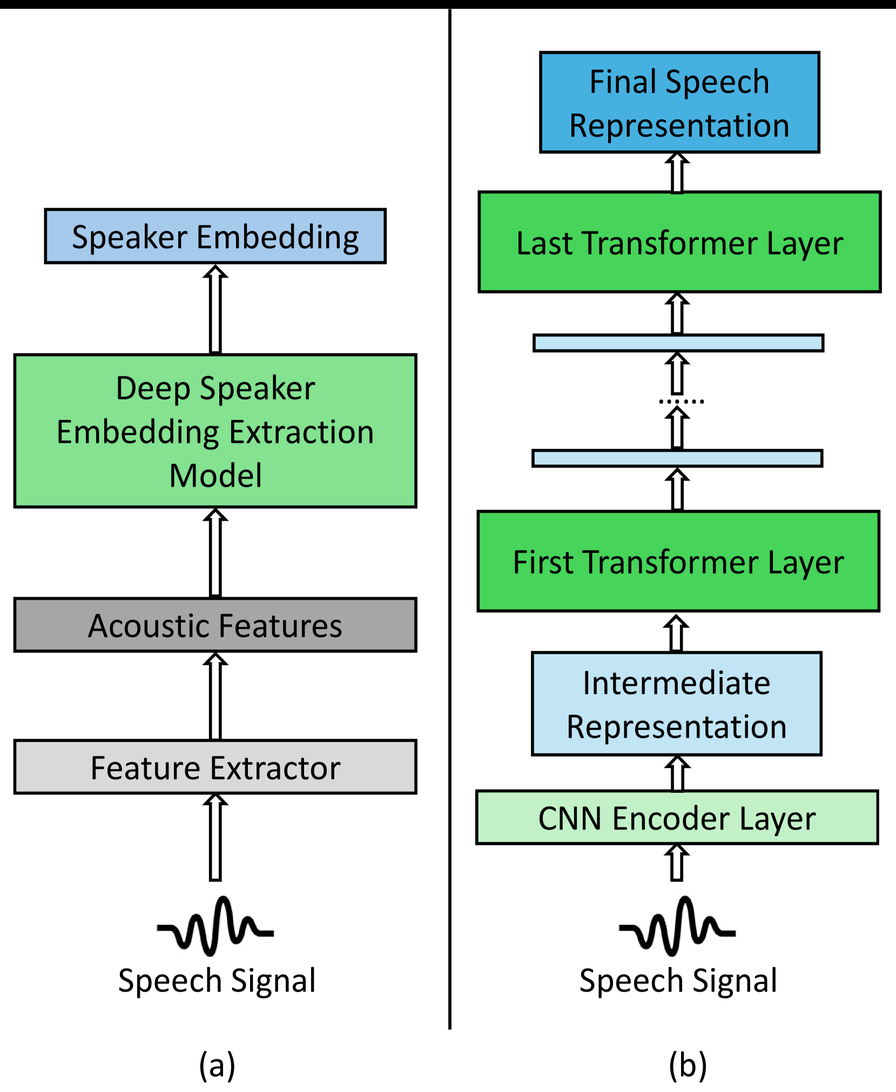 Speaker Embedding
Deep Speaker
Embedding Extraction
Model
Acoustic Features
Feature Extractor
Speech Signal
(a)
Final Speech
Representation
Last Transformer Layer
......
First Transformer Layer
Intermediate
Representation
CNN Encoder Layer
Speech Signal
(b)